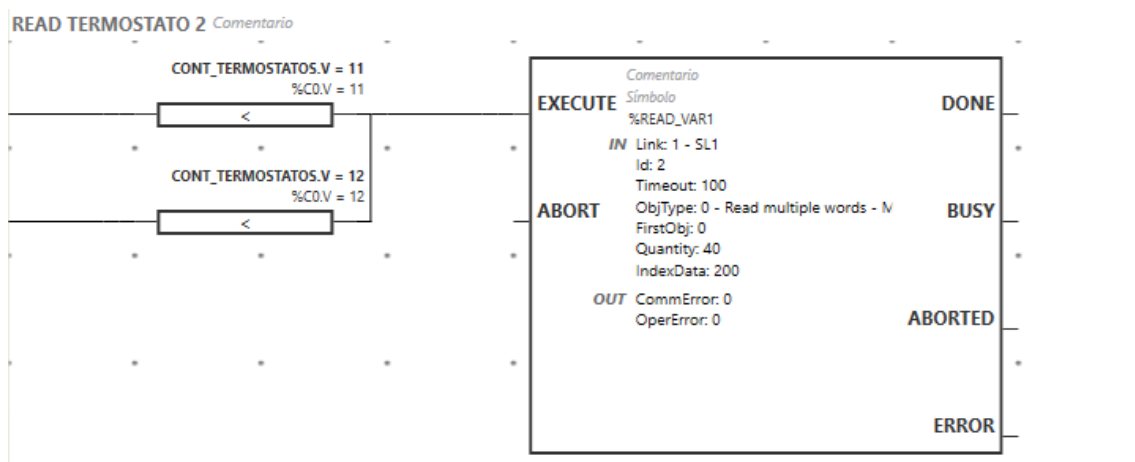 READ TERMOSTATO 2 Comentario
CONT_TERMOSTATOS.V = 11
%C0.V = 11
<
CONT_TERMOSTATOS.V = 12
%C0.V = 12
<
Comentario
EXECUTE Símbolo DONE
%READ_VAR1
IN Link: 1 - SL1
Id: 2
Timeout: 100
ABORT ObjType: 0 - Read multiple words - M BUSY
FirstObj: 0
Quantity: 40
IndexData: 200
OUT CommError: 0
OperError: 0 ABORTED
ERROR